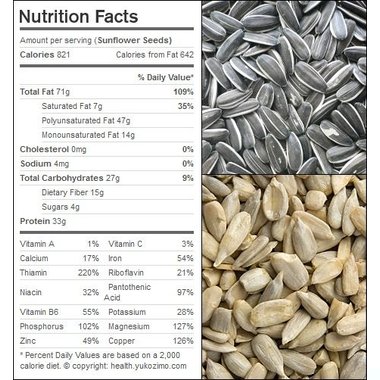 Nutrition Facts
Amount per serving (Sunflower Seeds)
Calories 821 Calories from Fat 642
% Daily Value*
Total Fat 71g 109%
Saturated Fat 7g 35%
Polyunsaturated Fat 47g
Monounsaturated Fat 14g
Cholesterol 0mg 0%
Sodium 4mg 0%
Total Carbohydrates 27g 9%
Dietary Fiber 15g
Sugars 4g
Protein 33g
Vitamin A 1% Vitamin C 3%
Calcium 17% Iron 54%
Thiamin 220% Riboflavin 21%
Niacin 32% Pantothenic Acid 97%
Vitamin B6 55% Folate 81%
Phosphorus 102% Magnesium 127%
Zinc 49% Copper 126%
* Percent Daily Values are based on a 2,000
calorie diet. © copyright: health.yukozimo.com